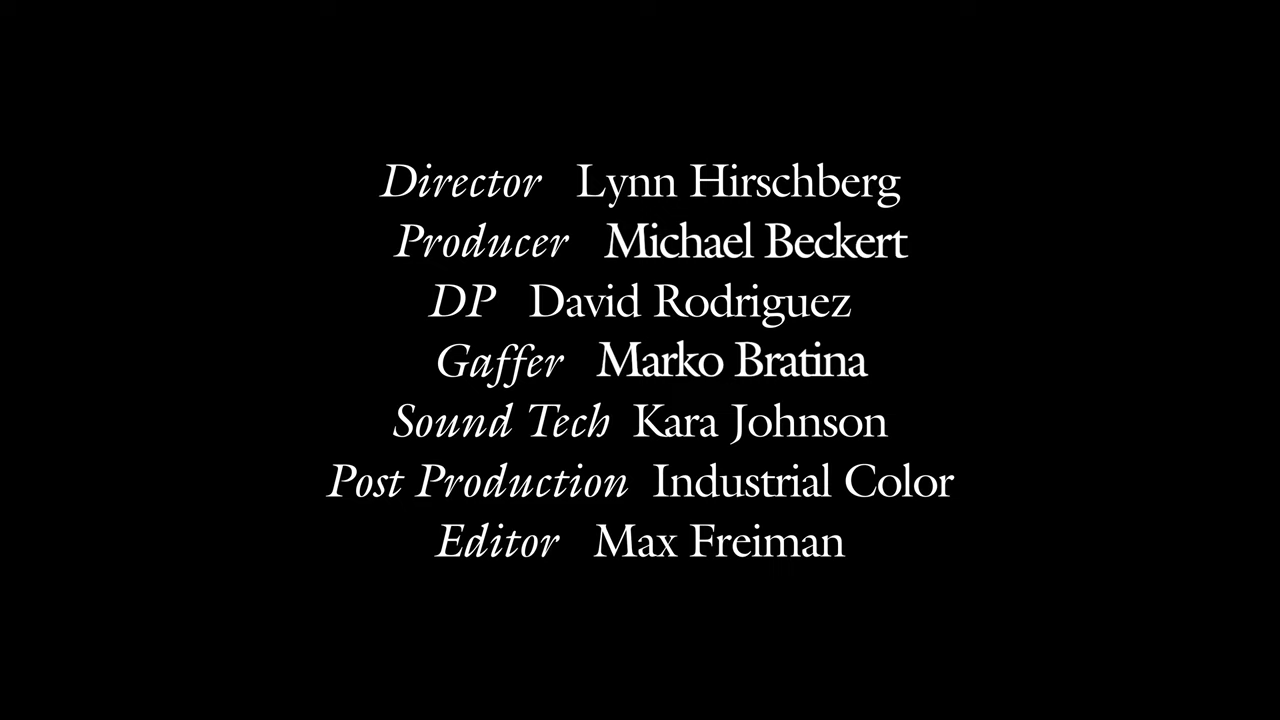 Director Lynn Hirschberg
Producer Michael Beckert
DP David Rodriguez
Gaffer Marko Bratina
Sound Tech Kara Johnson
Post Production Industrial Color
Editor Max Freiman